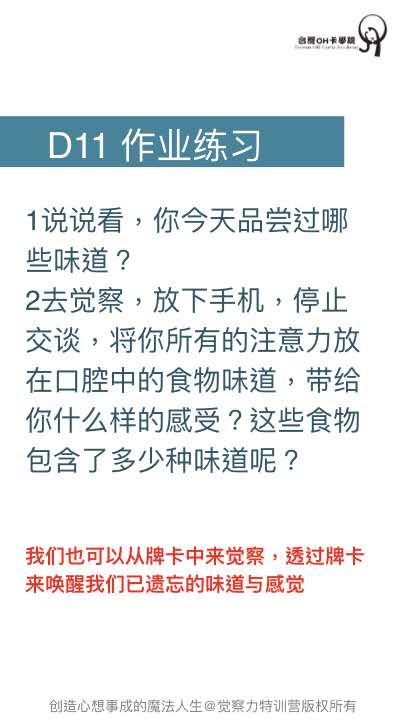 台灣OH卡學院
D11 作业练习
1说说看，你今天品尝过哪
些味道？
2去觉察，放下手机，停止
交谈，将你所有的注意力放
在口腔中的食物味道，带给
你什么样的感受？这些食物
包含了多少种味道呢？
我们也可以从牌卡中来觉察，透过牌卡
来唤醒我们已遗忘的味道与感觉
创造心想事成的魔法人生@觉察力特训营版权所有